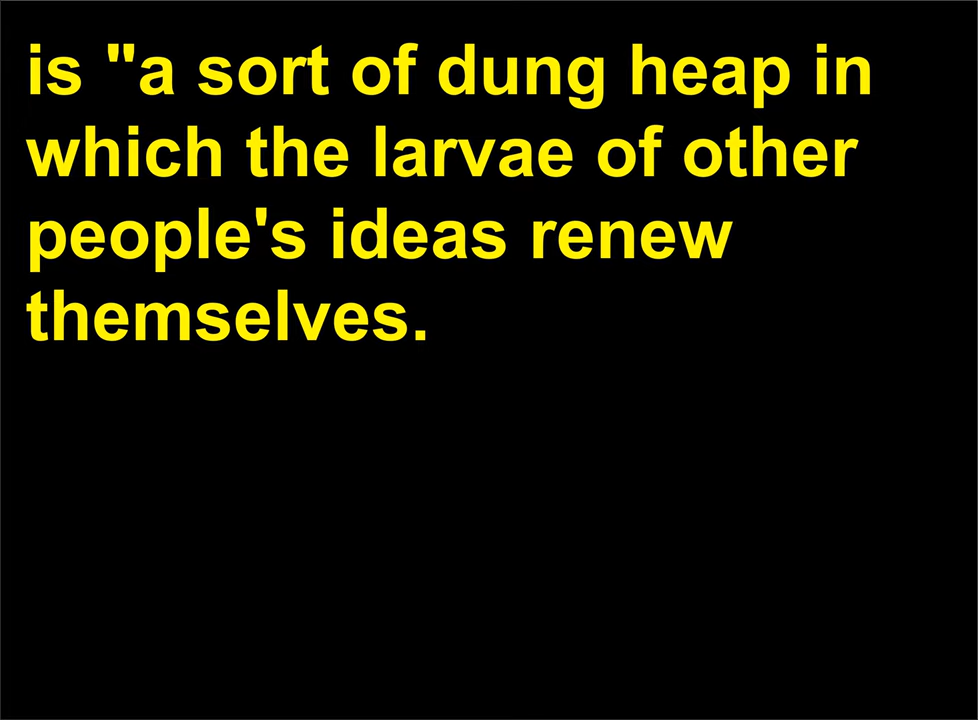 is "a sort of dung heap in
which the larvae of other
people's ideas renew
themselves.